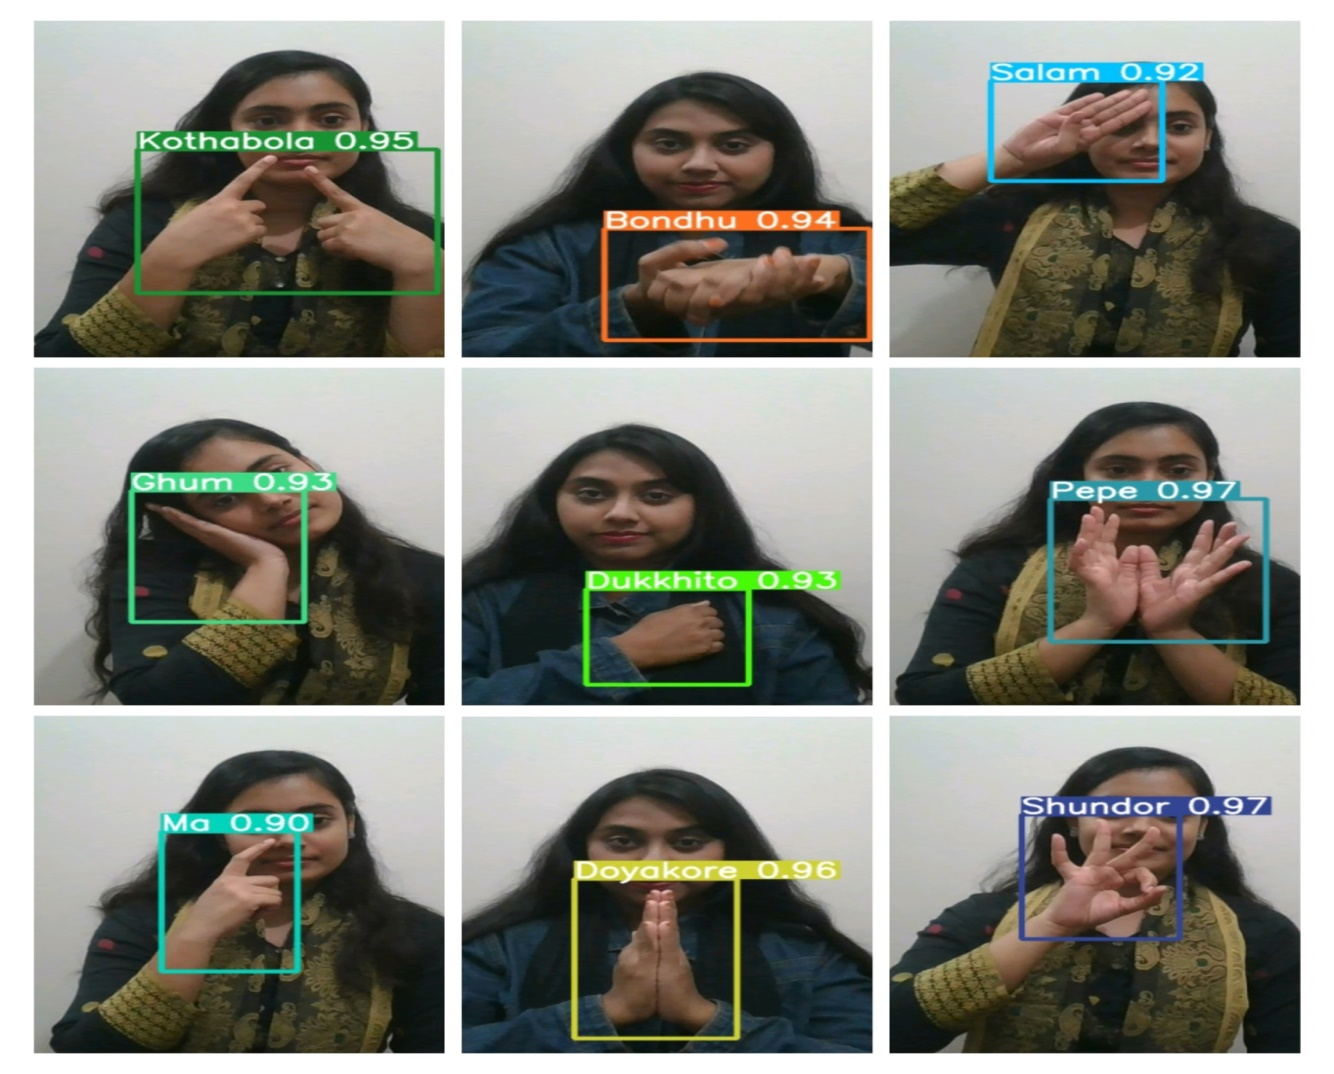 Kothabola 0.95
Bondhu 0.94
Salam 0.92
Ghum 0.93
Dukkhito 0.93
Pepe 0.97
Ma 0.90
Doyakore 0.96
Shundor 0.97